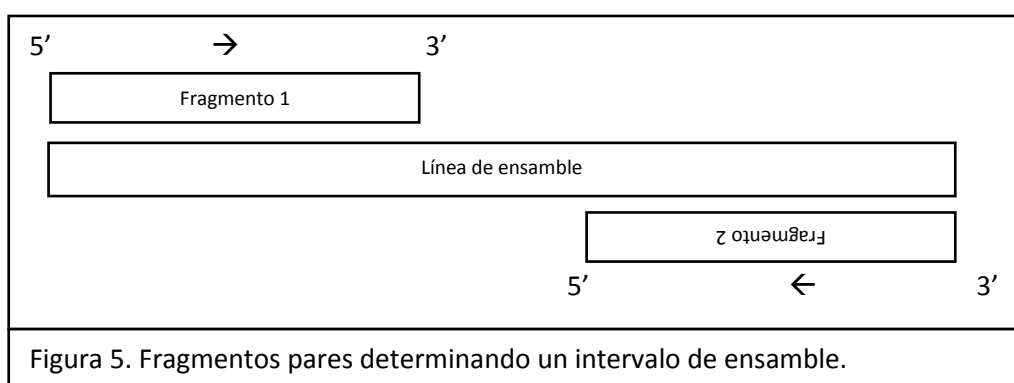 5’ → 3’
Fragmento 1
Línea de ensamble
Fragmento 2
5’ ← 3’
Figura 5. Fragmentos pares determinando un intervalo de ensamble.